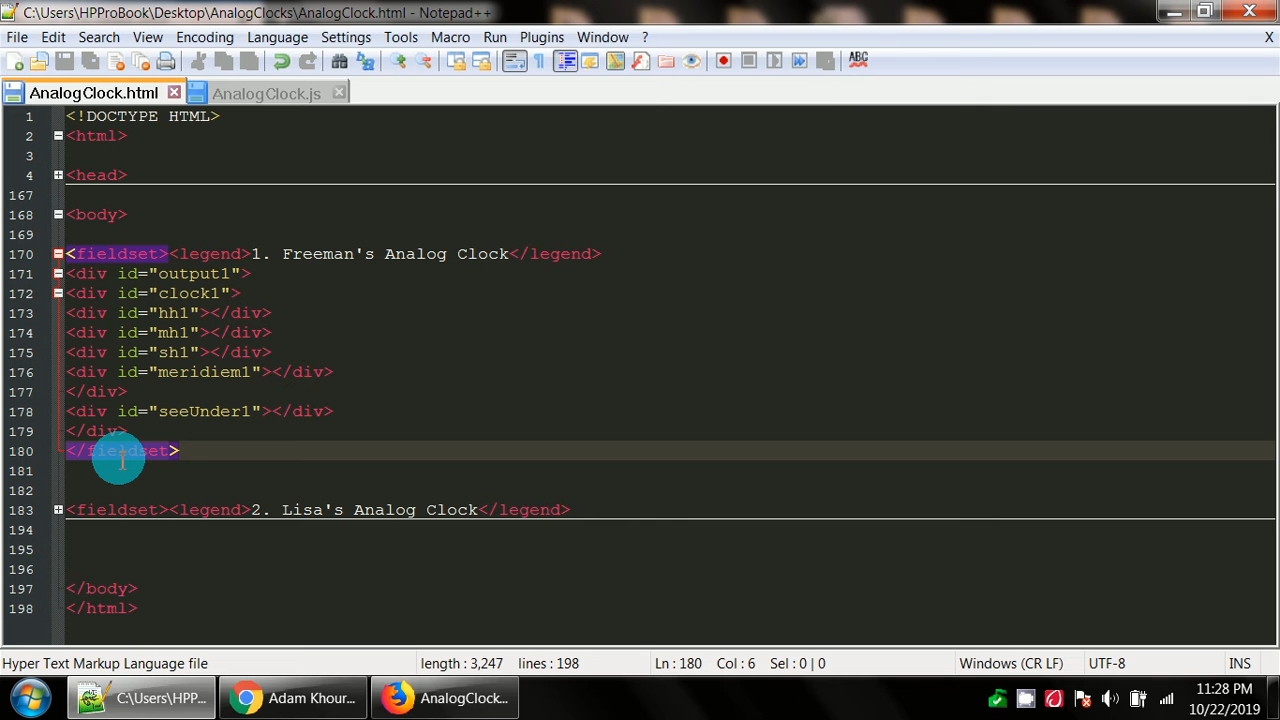 C:\Users\HPProBook\Desktop\AnalogClocks\AnalogClock.html - Notepad++
File Edit Search View Encoding Language Settings Tools Macro Run Plugins Window ? X
ABC
AnalogClock.html AnalogClock.js
1 <!DOCTYPE HTML>
2 <html>
3
4 <head>
167
168 <body>
169
170 <fieldset><legend>1. Freeman's Analog Clock</legend>
171 <div id="output1">
172 <div id="clock1">
173 <div id="hh1"></div>
174 <div id="mh1"></div>
175 <div id="sh1"></div>
176 <div id="meridiem1"></div>
177 </div>
178 <div id="seeUnder1"></div>
179 </div>
180 </fieldset>
181
182
183 <fieldset><legend>2. Lisa's Analog Clock</legend>
194
195
196
197 </body>
198 </html>
Hyper Text Markup Language file length : 3,247 lines : 198 Ln : 180 Col : 6 Sel : 0 | 0 Windows (CR LF) UTF-8 INS
C:\Users\HPP... Adam Khour... AnalogClock... 11:28 PM
10/22/2019